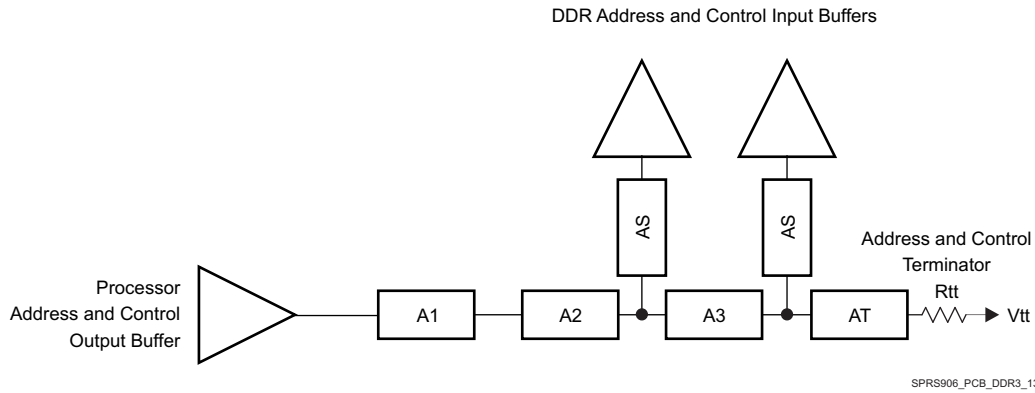 DDR Address and Control Input Buffers
AS
AS
Processor
Address and Control
Output Buffer
A1
A2
A3
AT
Address and Control
Terminator
Rtt
Vtt
SPRS906_PCB_DDR3_13